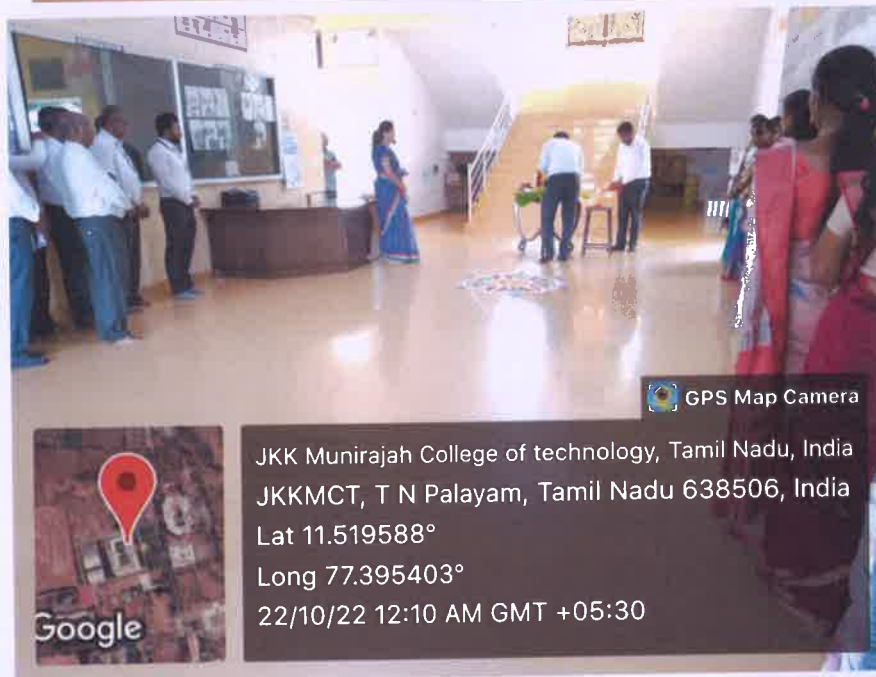 GPS Map Camera
JKK Munirajah College of technology, Tamil Nadu, India
JKKMCT, T N Palayam, Tamil Nadu 638506, India
Lat 11.519588°
Long 77.395403°
22/10/22 12:10 AM GMT +05:30
Google